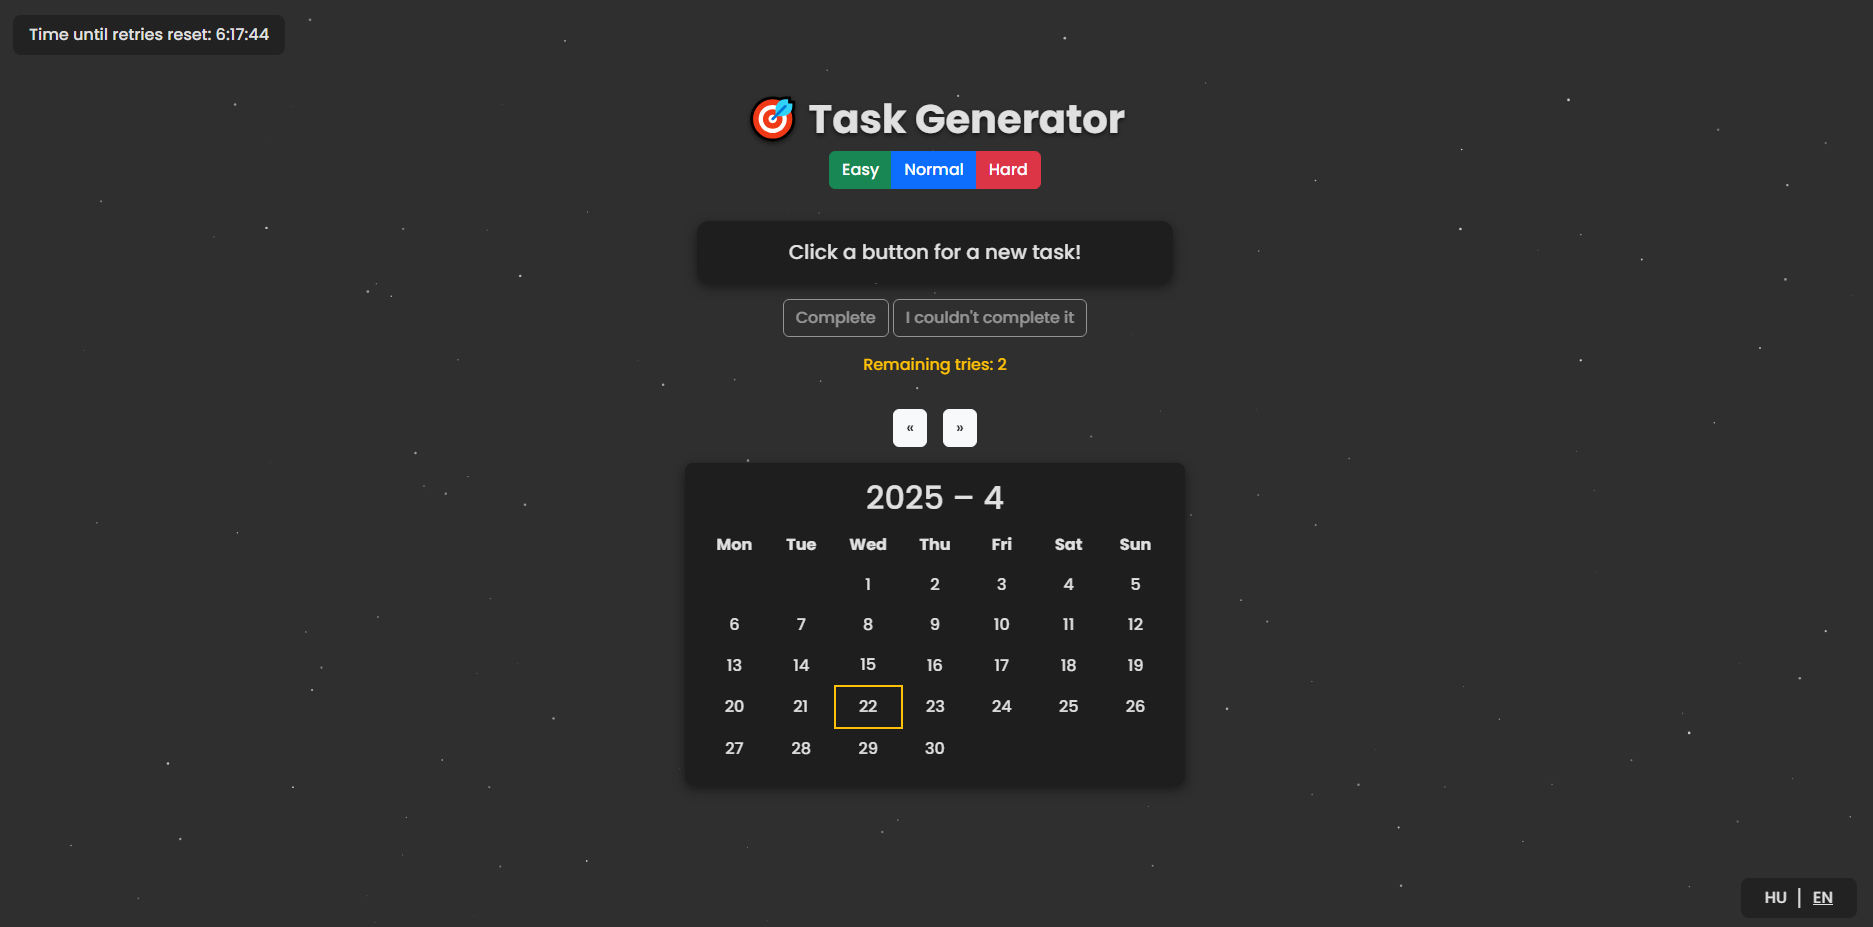 Time until retries reset: 6:17:44
🎯 Task Generator
Easy Normal Hard
Click a button for a new task!
Complete I couldn't complete it
Remaining tries: 2
« »
2025 – 4
Mon Tue Wed Thu Fri Sat Sun
1 2 3 4 5
6 7 8 9 10 11 12
13 14 15 16 17 18 19
20 21 22 23 24 25 26
27 28 29 30
HU | EN